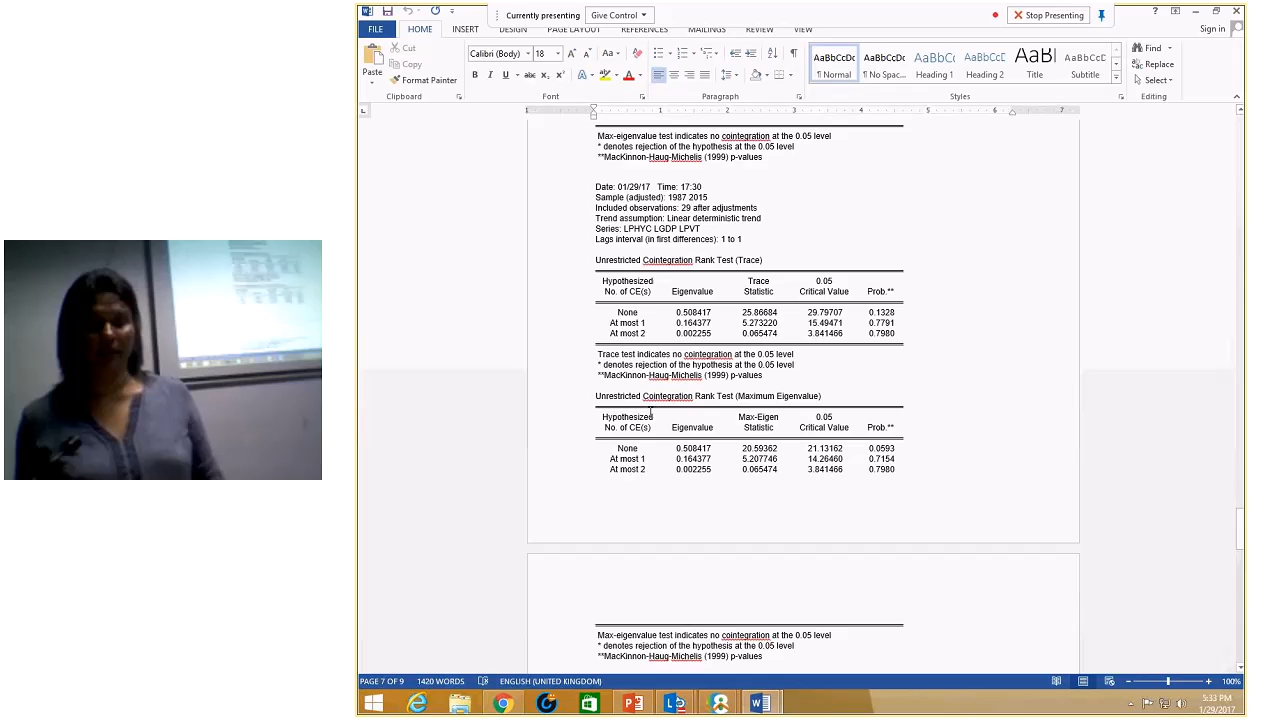 Currently presenting Give Control
Stop Presenting
FILE HOME INSERT DESIGN PAGE LAYOUT REFERENCES MAILINGS REVIEW VIEW Sign in
Paste
Cut
Copy
Format Painter
Clipboard
Calibri (Body) 18
Font
Paragraph
AaBbCcDc AaBbCcDc AaBbCc AaBbCcD AaB AaBbCcD
¶ Normal ¶ No Spac... Heading 1 Heading 2 Title Subtitle
Styles
Find
Replace
Select
Editing
1 1 2 3 4 5 6 7
Max-eigenvalue test indicates no cointegration at the 0.05 level
* denotes rejection of the hypothesis at the 0.05 level
**MacKinnon-Haug-Michelis (1999) p-values
Date: 01/29/17 Time: 17:30
Sample (adjusted): 1987 2015
Included observations: 29 after adjustments
Trend assumption: Linear deterministic trend
Series: LPHYC LGDP LPVT
Lags interval (in first differences): 1 to 1
Unrestricted Cointegration Rank Test (Trace)
Hypothesized Trace 0.05
No. of CE(s) Eigenvalue Statistic Critical Value Prob.**
None 0.508417 25.86684 29.79707 0.1328
At most 1 0.164377 5.273220 15.49471 0.7791
At most 2 0.002255 0.065474 3.841466 0.7980
Trace test indicates no cointegration at the 0.05 level
* denotes rejection of the hypothesis at the 0.05 level
**MacKinnon-Haug-Michelis (1999) p-values
Unrestricted Cointegration Rank Test (Maximum Eigenvalue)
Hypothesized Max-Eigen 0.05
No. of CE(s) Eigenvalue Statistic Critical Value Prob.**
None 0.508417 20.59362 21.13162 0.0593
At most 1 0.164377 5.207746 14.26460 0.7154
At most 2 0.002255 0.065474 3.841466 0.7980
Max-eigenvalue test indicates no cointegration at the 0.05 level
* denotes rejection of the hypothesis at the 0.05 level
**MacKinnon-Haug-Michelis (1999) p-values
PAGE 7 OF 9 1420 WORDS ENGLISH (UNITED KINGDOM) 100%
5:33 PM
1/29/2017